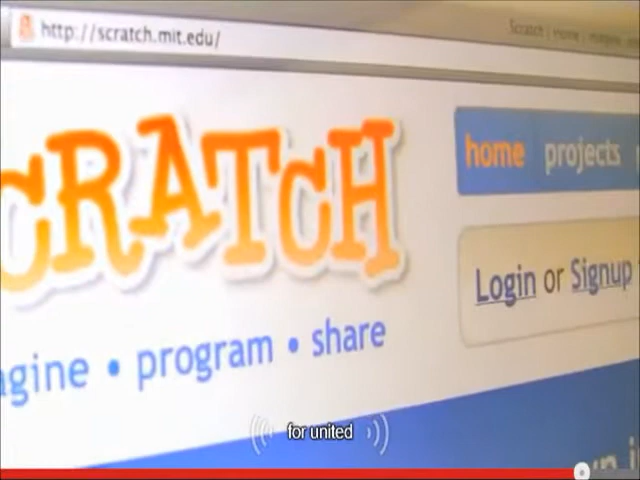 http://scratch.mit.edu/
Scratch | Home |
CRATCH
home projects
Login or Signup
agine • program • share
for united